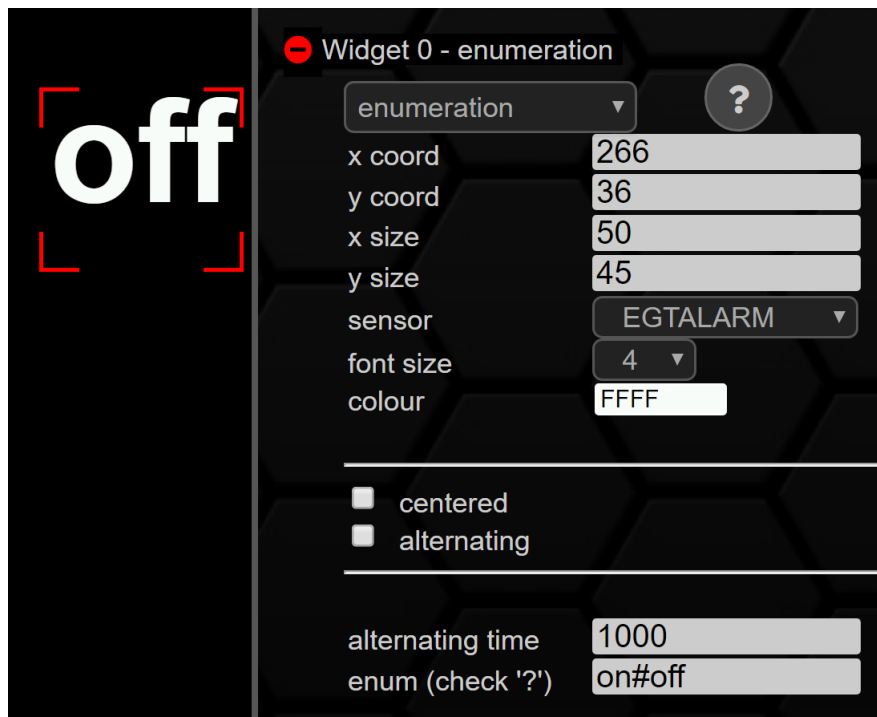 off
Widget 0 - enumeration
enumeration ▼ ?
x coord 266
y coord 36
x size 50
y size 45
sensor EGTALARM ▼
font size 4 ▼
colour FFFF
centered
alternating
alternating time 1000
enum (check '?') on#off